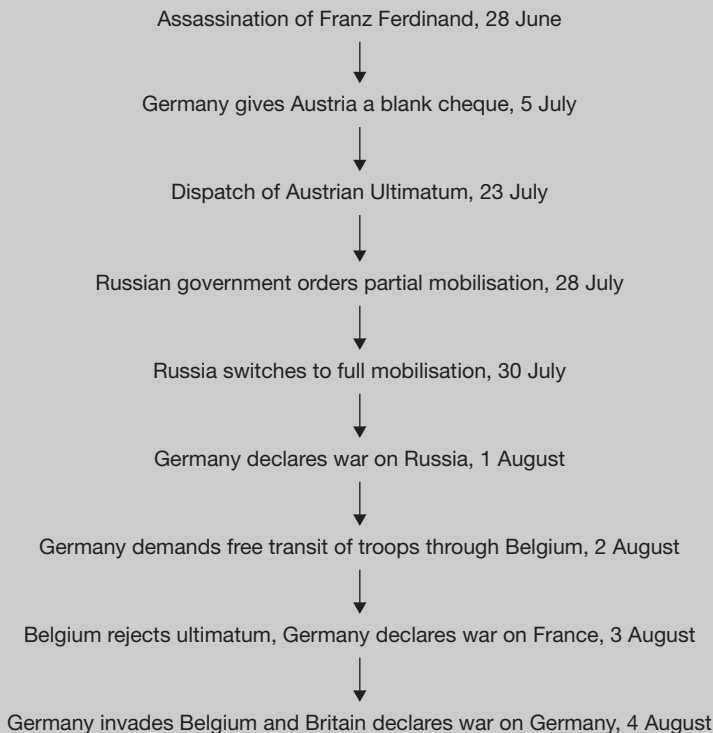 Assassination of Franz Ferdinand, 28 June
Germany gives Austria a blank cheque, 5 July
Dispatch of Austrian Ultimatum, 23 July
Russian government orders partial mobilisation, 28 July
Russia switches to full mobilisation, 30 July
Germany declares war on Russia, 1 August
Germany demands free transit of troops through Belgium, 2 August
Belgium rejects ultimatum, Germany declares war on France, 3 August
Germany invades Belgium and Britain declares war on Germany, 4 August